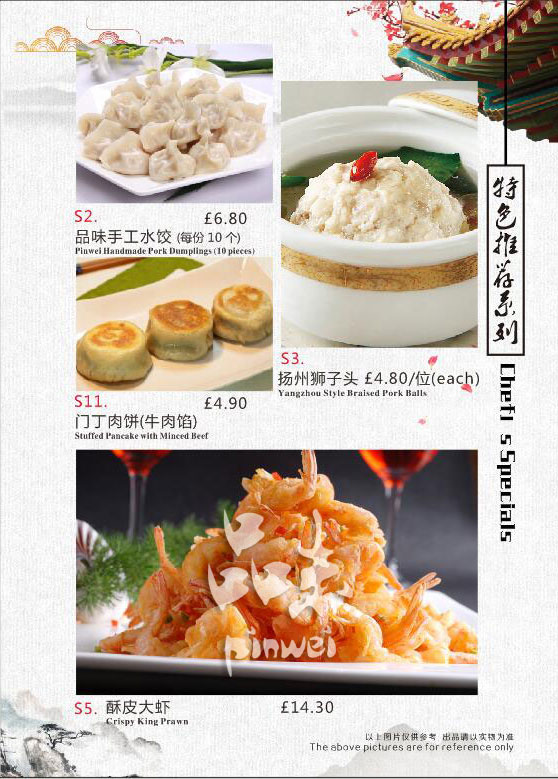 S2. £6.80
品味手工水饺 (每份 10 个)
Pinwei Handmade Pork Dumplings (10 pieces)
S3.
扬州狮子头 £4.80/位(each)
Yangzhou Style Braised Pork Balls
S11. £4.90
门丁肉饼(牛肉馅)
Stuffed Pancake with Minced Beef
特色推荐系列
Chefl s Specials
品味
pinwei
S5. 酥皮大虾 £14.30
Crispy King Prawn
以上图片仅供参考 出品请以实物为准
The above pictures are for reference only